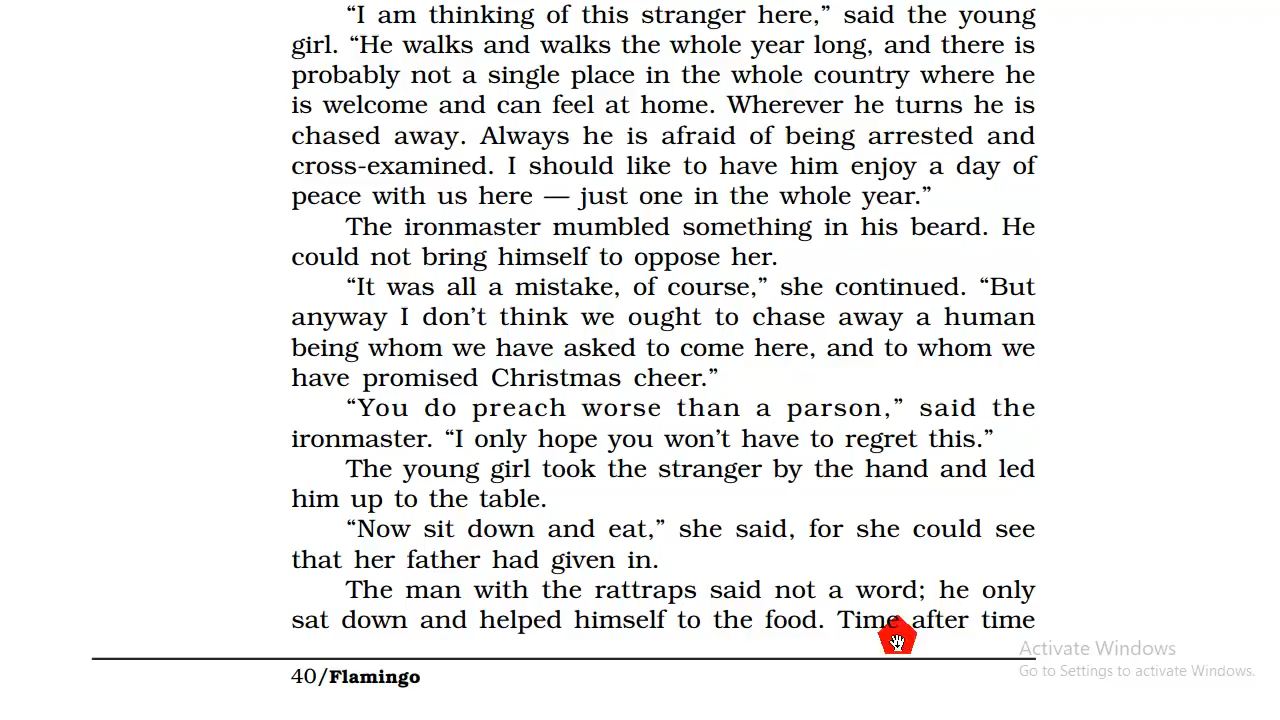 “I am thinking of this stranger here,” said the young
girl. “He walks and walks the whole year long, and there is
probably not a single place in the whole country where he
is welcome and can feel at home. Wherever he turns he is
chased away. Always he is afraid of being arrested and
cross-examined. I should like to have him enjoy a day of
peace with us here — just one in the whole year.”
The ironmaster mumbled something in his beard. He
could not bring himself to oppose her.
“It was all a mistake, of course,” she continued. “But
anyway I don’t think we ought to chase away a human
being whom we have asked to come here, and to whom we
have promised Christmas cheer.”
“You do preach worse than a parson,” said the
ironmaster. “I only hope you won’t have to regret this.”
The young girl took the stranger by the hand and led
him up to the table.
“Now sit down and eat,” she said, for she could see
that her father had given in.
The man with the rattraps said not a word; he only
sat down and helped himself to the food. Time after time
40/Flamingo
Activate Windows
Go to Settings to activate Windows.